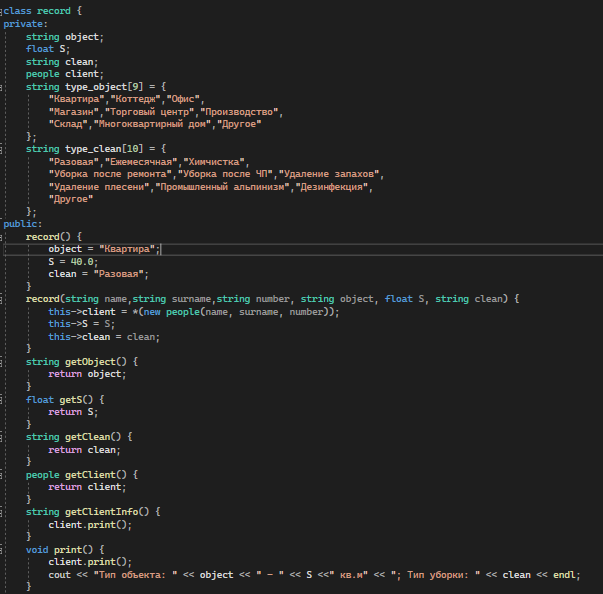 class record {
private:
    string object;
    float S;
    string clean;
    people client;
    string type_object[9] = {
        "Квартира","Коттедж","Офис",
        "Магазин","Торговый центр","Производство",
        "Склад","Многоквартирный дом","Другое"
    };
    string type_clean[10] = {
        "Разовая","Ежемесячная","Химчистка",
        "Уборка после ремонта","Уборка после ЧП","Удаление запахов",
        "Удаление плесени","Промышленный альпинизм","Дезинфекция",
        "Другое"
    };
public:
    record() {
        object = "Квартира";
        S = 40.0;
        clean = "Разовая";
    }
    record(string name,string surname,string number, string object, float S, string clean) {
        this->client = *(new people(name, surname, number));
        this->S = S;
        this->clean = clean;
    }
    string getObject() {
        return object;
    }
    float getS() {
        return S;
    }
    string getClean() {
        return clean;
    }
    people getClient() {
        return client;
    }
    string getClientInfo() {
        client.print();
    }
    void print() {
        client.print();
        cout << "Тип объекта: " << object << " - " << S <<" кв.м" << "; Тип уборки: " << clean << endl;
    }